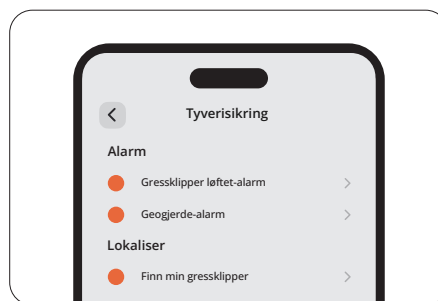 Tyverisikring
Alarm
Gressklipper løftet-alarm
Geogjerde-alarm
Lokaliser
Finn min gressklipper